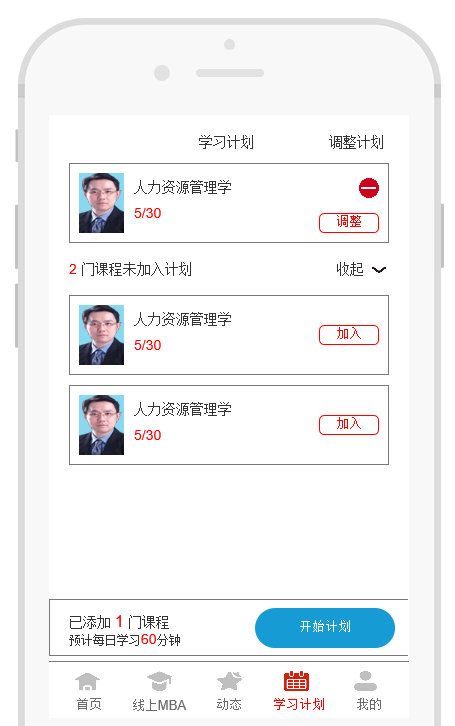 学习计划 调整计划
人力资源管理学
5/30
调整
2 门课程未加入计划 收起
人力资源管理学
5/30
加入
人力资源管理学
5/30
加入
已添加 1 门课程
预计每日学习60分钟
开始计划
首页 线上MBA 动态 学习计划 我的